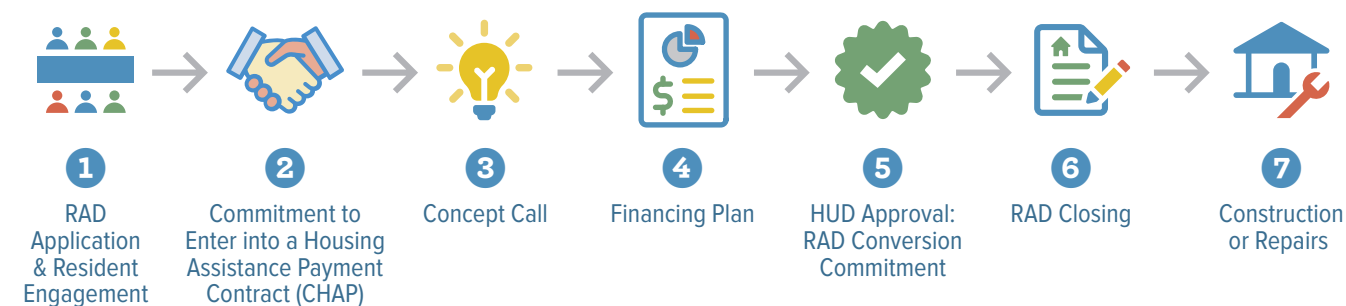 1
RAD
Application
& Resident
Engagement
2
Commitment to
Enter into a Housing
Assistance Payment
Contract (CHAP)
3
Concept Call
$
4
Financing Plan
5
HUD Approval:
RAD Conversion
Commitment
6
RAD Closing
7
Construction
or Repairs